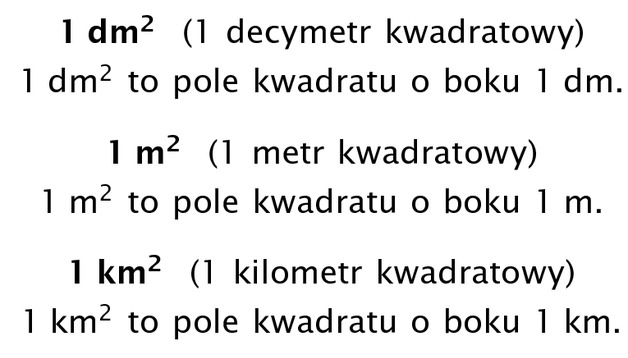 1 dm² (1 decymetr kwadratowy)
1 dm² to pole kwadratu o boku 1 dm.
1 m² (1 metr kwadratowy)
1 m² to pole kwadratu o boku 1 m.
1 km² (1 kilometr kwadratowy)
1 km² to pole kwadratu o boku 1 km.